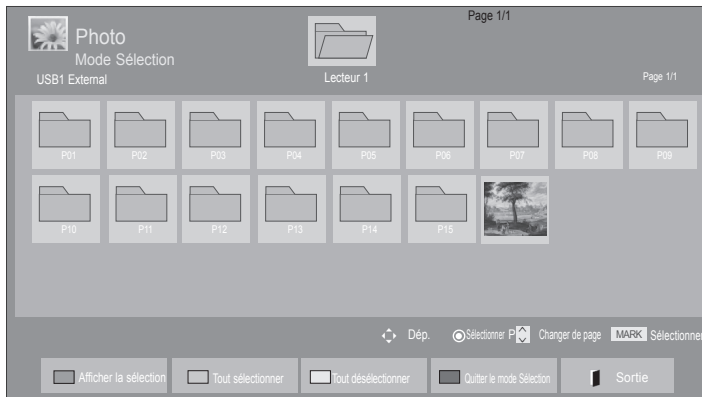 Page 1/1
Photo
Mode Sélection
USB1 External
Lecteur 1
Page 1/1
P01 P02 P03 P04 P05 P06 P07 P08 P09
P10 P11 P12 P13 P14 P15
Dép. Sélectionner P Changer de page MARK Sélectionner
Afficher la sélection Tout sélectionner Tout désélectionner Quitter le mode Sélection Sortie